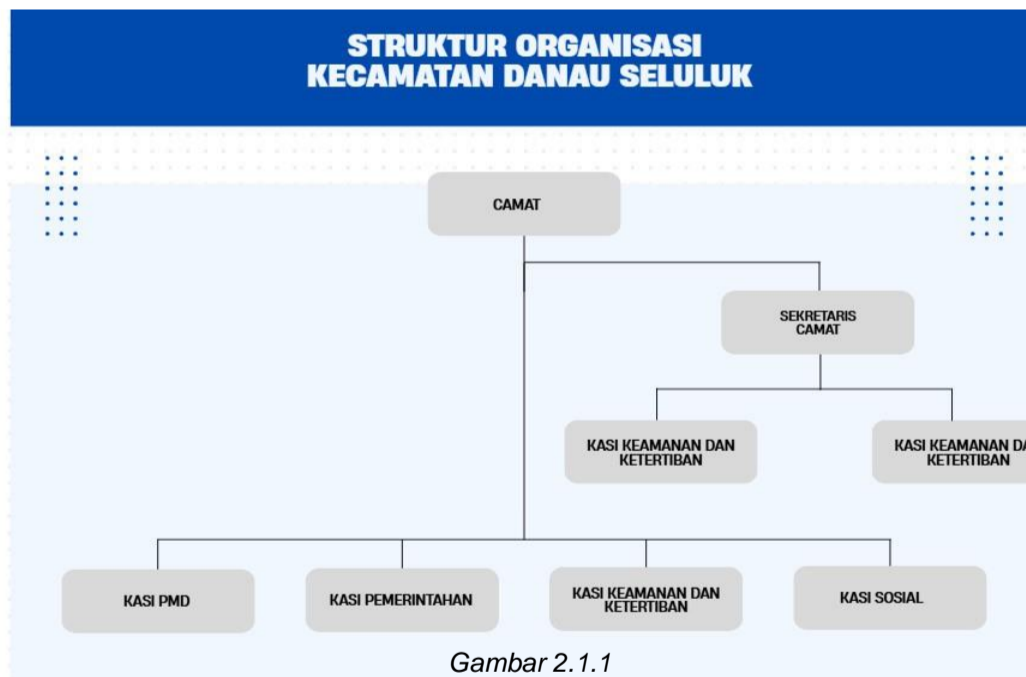 STRUKTUR ORGANISASI
KECAMATAN DANAU SELULUK
CAMAT
SEKRETARIS
CAMAT
KASI KEAMANAN DAN
KETERTIBAN
KASI KEAMANAN DA
KETERTIBAN
KASI PMD
KASI PEMERINTAHAN
KASI KEAMANAN DAN
KETERTIBAN
KASI SOSIAL
Gambar 2.1.1